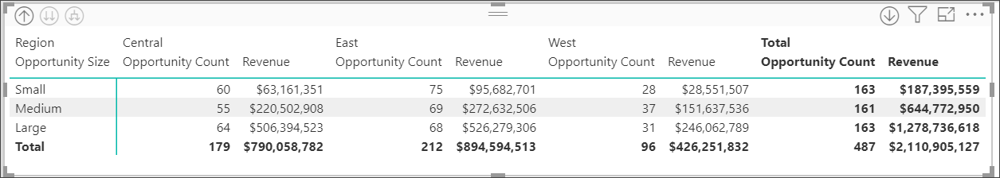 Region Central East West Total
Opportunity Size Opportunity Count Revenue Opportunity Count Revenue Opportunity Count Revenue Opportunity Count Revenue
Small 60 $63,161,351 75 $95,682,701 28 $28,551,507 163 $187,395,559
Medium 55 $220,502,908 69 $272,632,506 37 $151,637,536 161 $644,772,950
Large 64 $506,394,523 68 $526,279,306 31 $246,062,789 163 $1,278,736,618
Total 179 $790,058,782 212 $894,594,513 96 $426,251,832 487 $2,110,905,127